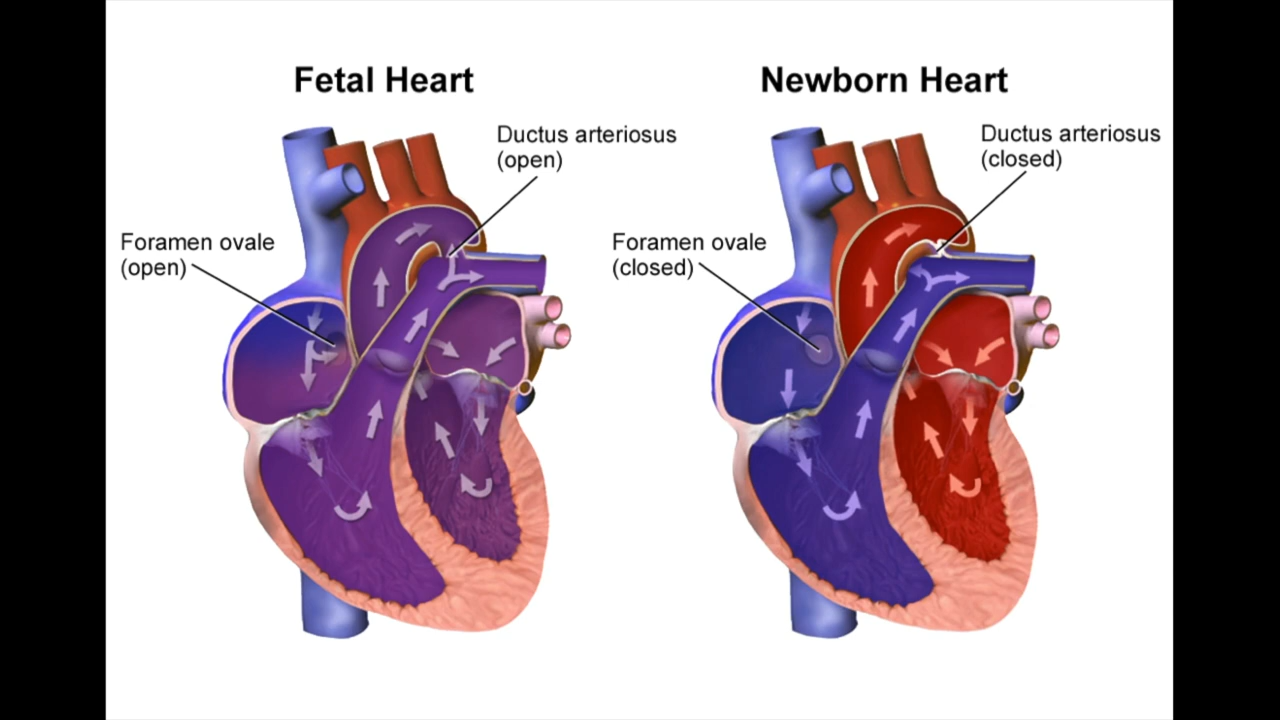 Fetal Heart
Ductus arteriosus
(open)
Foramen ovale
(open)
Newborn Heart
Ductus arteriosus
(closed)
Foramen ovale
(closed)